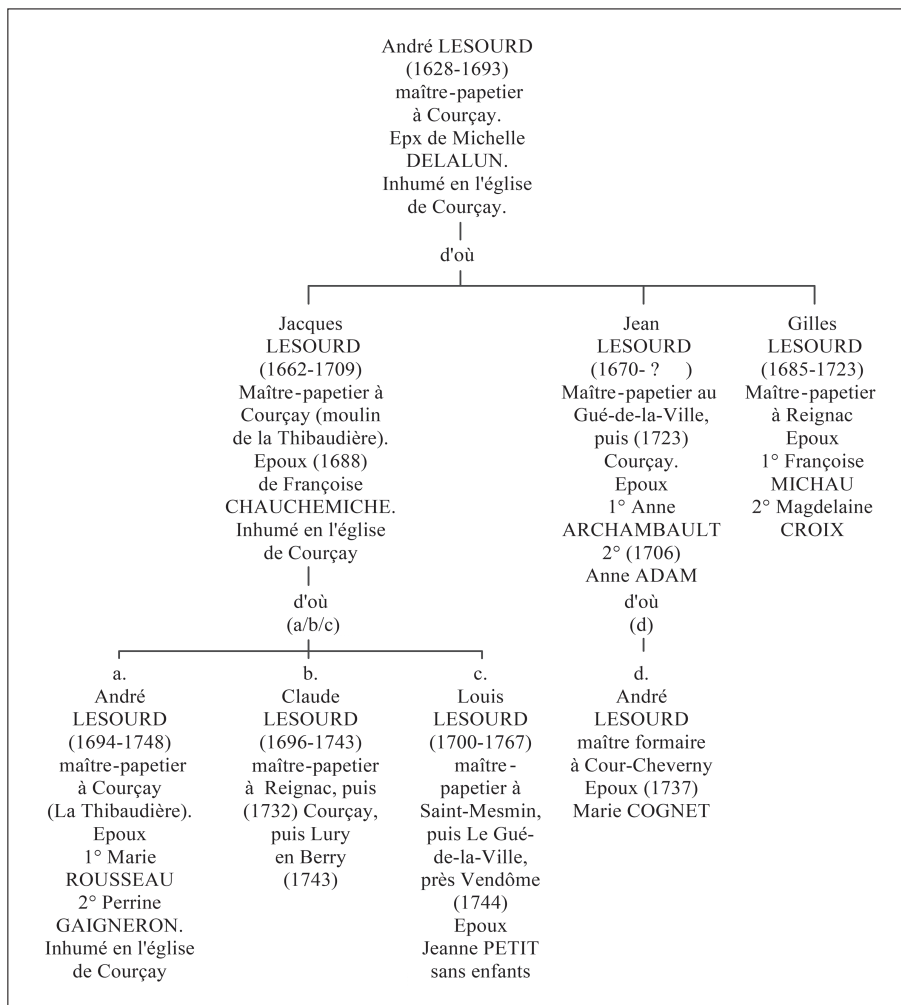 André LESOURD
(1628-1693)
maître-papetier
à Courçay.
Epx de Michelle
DELALUN.
Inhumé en l'église
de Courçay.
d'où
Jacques
LESOURD
(1662-1709)
Maître-papetier à
Courçay (moulin
de la Thibaudière).
Epoux (1688)
de Françoise
CHAUCHEMICHE.
Inhumé en l'église
de Courçay
d'où
(a/b/c)
Jean
LESOURD
(1670- ? )
Maître-papetier au
Gué-de-la-Ville,
puis (1723)
Courçay.
Epoux
1° Anne
ARCHAMBAULT
2° (1706)
Anne ADAM
d'où
(d)
Gilles
LESOURD
(1685-1723)
Maître-papetier
à Reignac
Epoux
1° Françoise
MICHAU
2° Magdelaine
CROIX
a.
André
LESOURD
(1694-1748)
maître-papetier
à Courçay
(La Thibaudière).
Epoux
1° Marie
ROUSSEAU
2° Perrine
GAIGNERON.
Inhumé en l'église
de Courçay
b.
Claude
LESOURD
(1696-1743)
maître-papetier
à Reignac, puis
(1732) Courçay,
puis Lury
en Berry
(1743)
c.
Louis
LESOURD
(1700-1767)
maître-
papetier à
Saint-Mesmin,
puis Le Gué-
de-la-Ville,
près Vendôme
(1744)
Epoux
Jeanne PETIT
sans enfants
d.
André
LESOURD
maître formaire
à Cour-Cheverny
Epoux (1737)
Marie COGNET